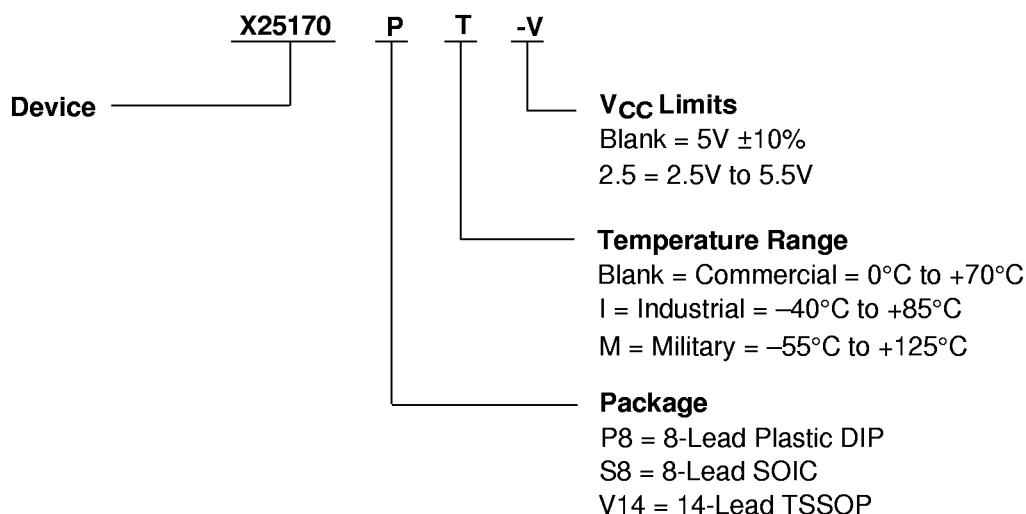 X25170 P T -V
Device
VCC Limits
Blank = 5V ±10%
2.5 = 2.5V to 5.5V
Temperature Range
Blank = Commercial = 0°C to +70°C
I = Industrial = –40°C to +85°C
M = Military = –55°C to +125°C
Package
P8 = 8-Lead Plastic DIP
S8 = 8-Lead SOIC
V14 = 14-Lead TSSOP